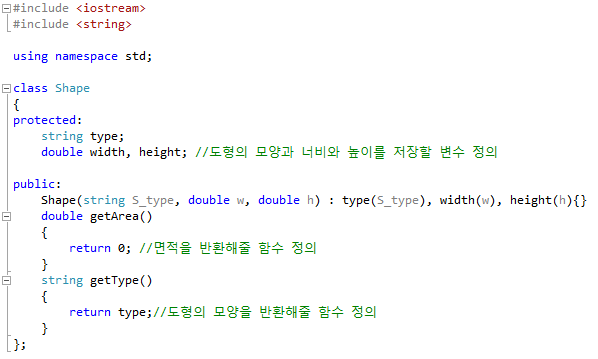 #include <iostream>
#include <string>
using namespace std;
class Shape
{
protected:
string type;
double width, height; //도형의 모양과 너비와 높이를 저장할 변수 정의
public:
Shape(string S_type, double w, double h) : type(S_type), width(w), height(h){}
double getArea()
{
return 0; //면적을 반환해줄 함수 정의
}
string getType()
{
return type;//도형의 모양을 반환해줄 함수 정의
}
};